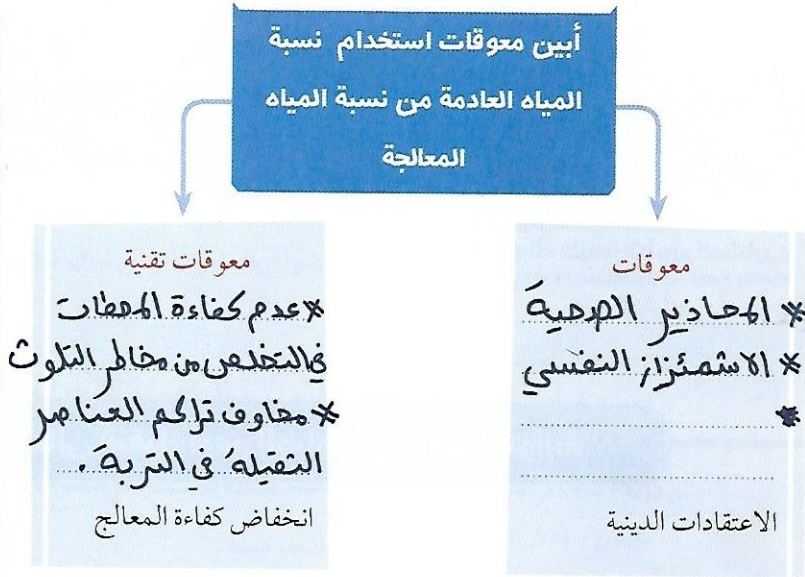 أبين معوقات استخدام نسبة
المياه العادمة من نسبة المياه
المعالجة
معوقات
* المحاذير الصحية
* الاشمئزاز النفسي
*
الاعتقادات الدينية
معوقات تقنية
* عدم كفاءة المحطات
في التخلص من مخاطر التلوث
* مخاوف تراكم العناصر
الثقيلة في التربة.
انخفاض كفاءة المعالج